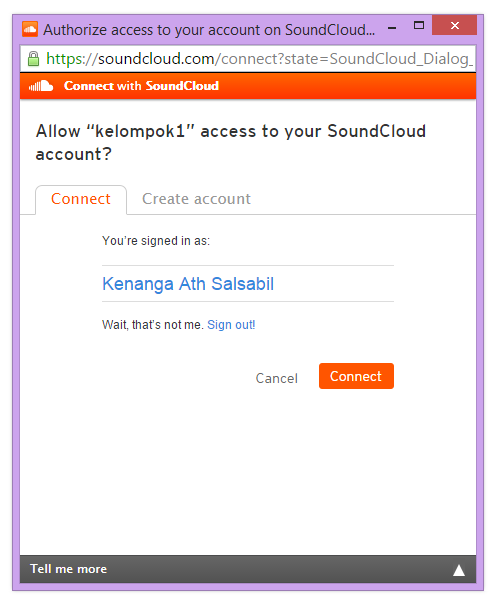 Authorize access to your account on SoundCloud...
https://soundcloud.com/connect?state=SoundCloud_Dialog_
Connect with SoundCloud
Allow “kelompok1” access to your SoundCloud
account?
Connect
Create account
You're signed in as:
Kenanga Ath Salsabil
Wait, that's not me. Sign out!
Cancel
Connect
Tell me more